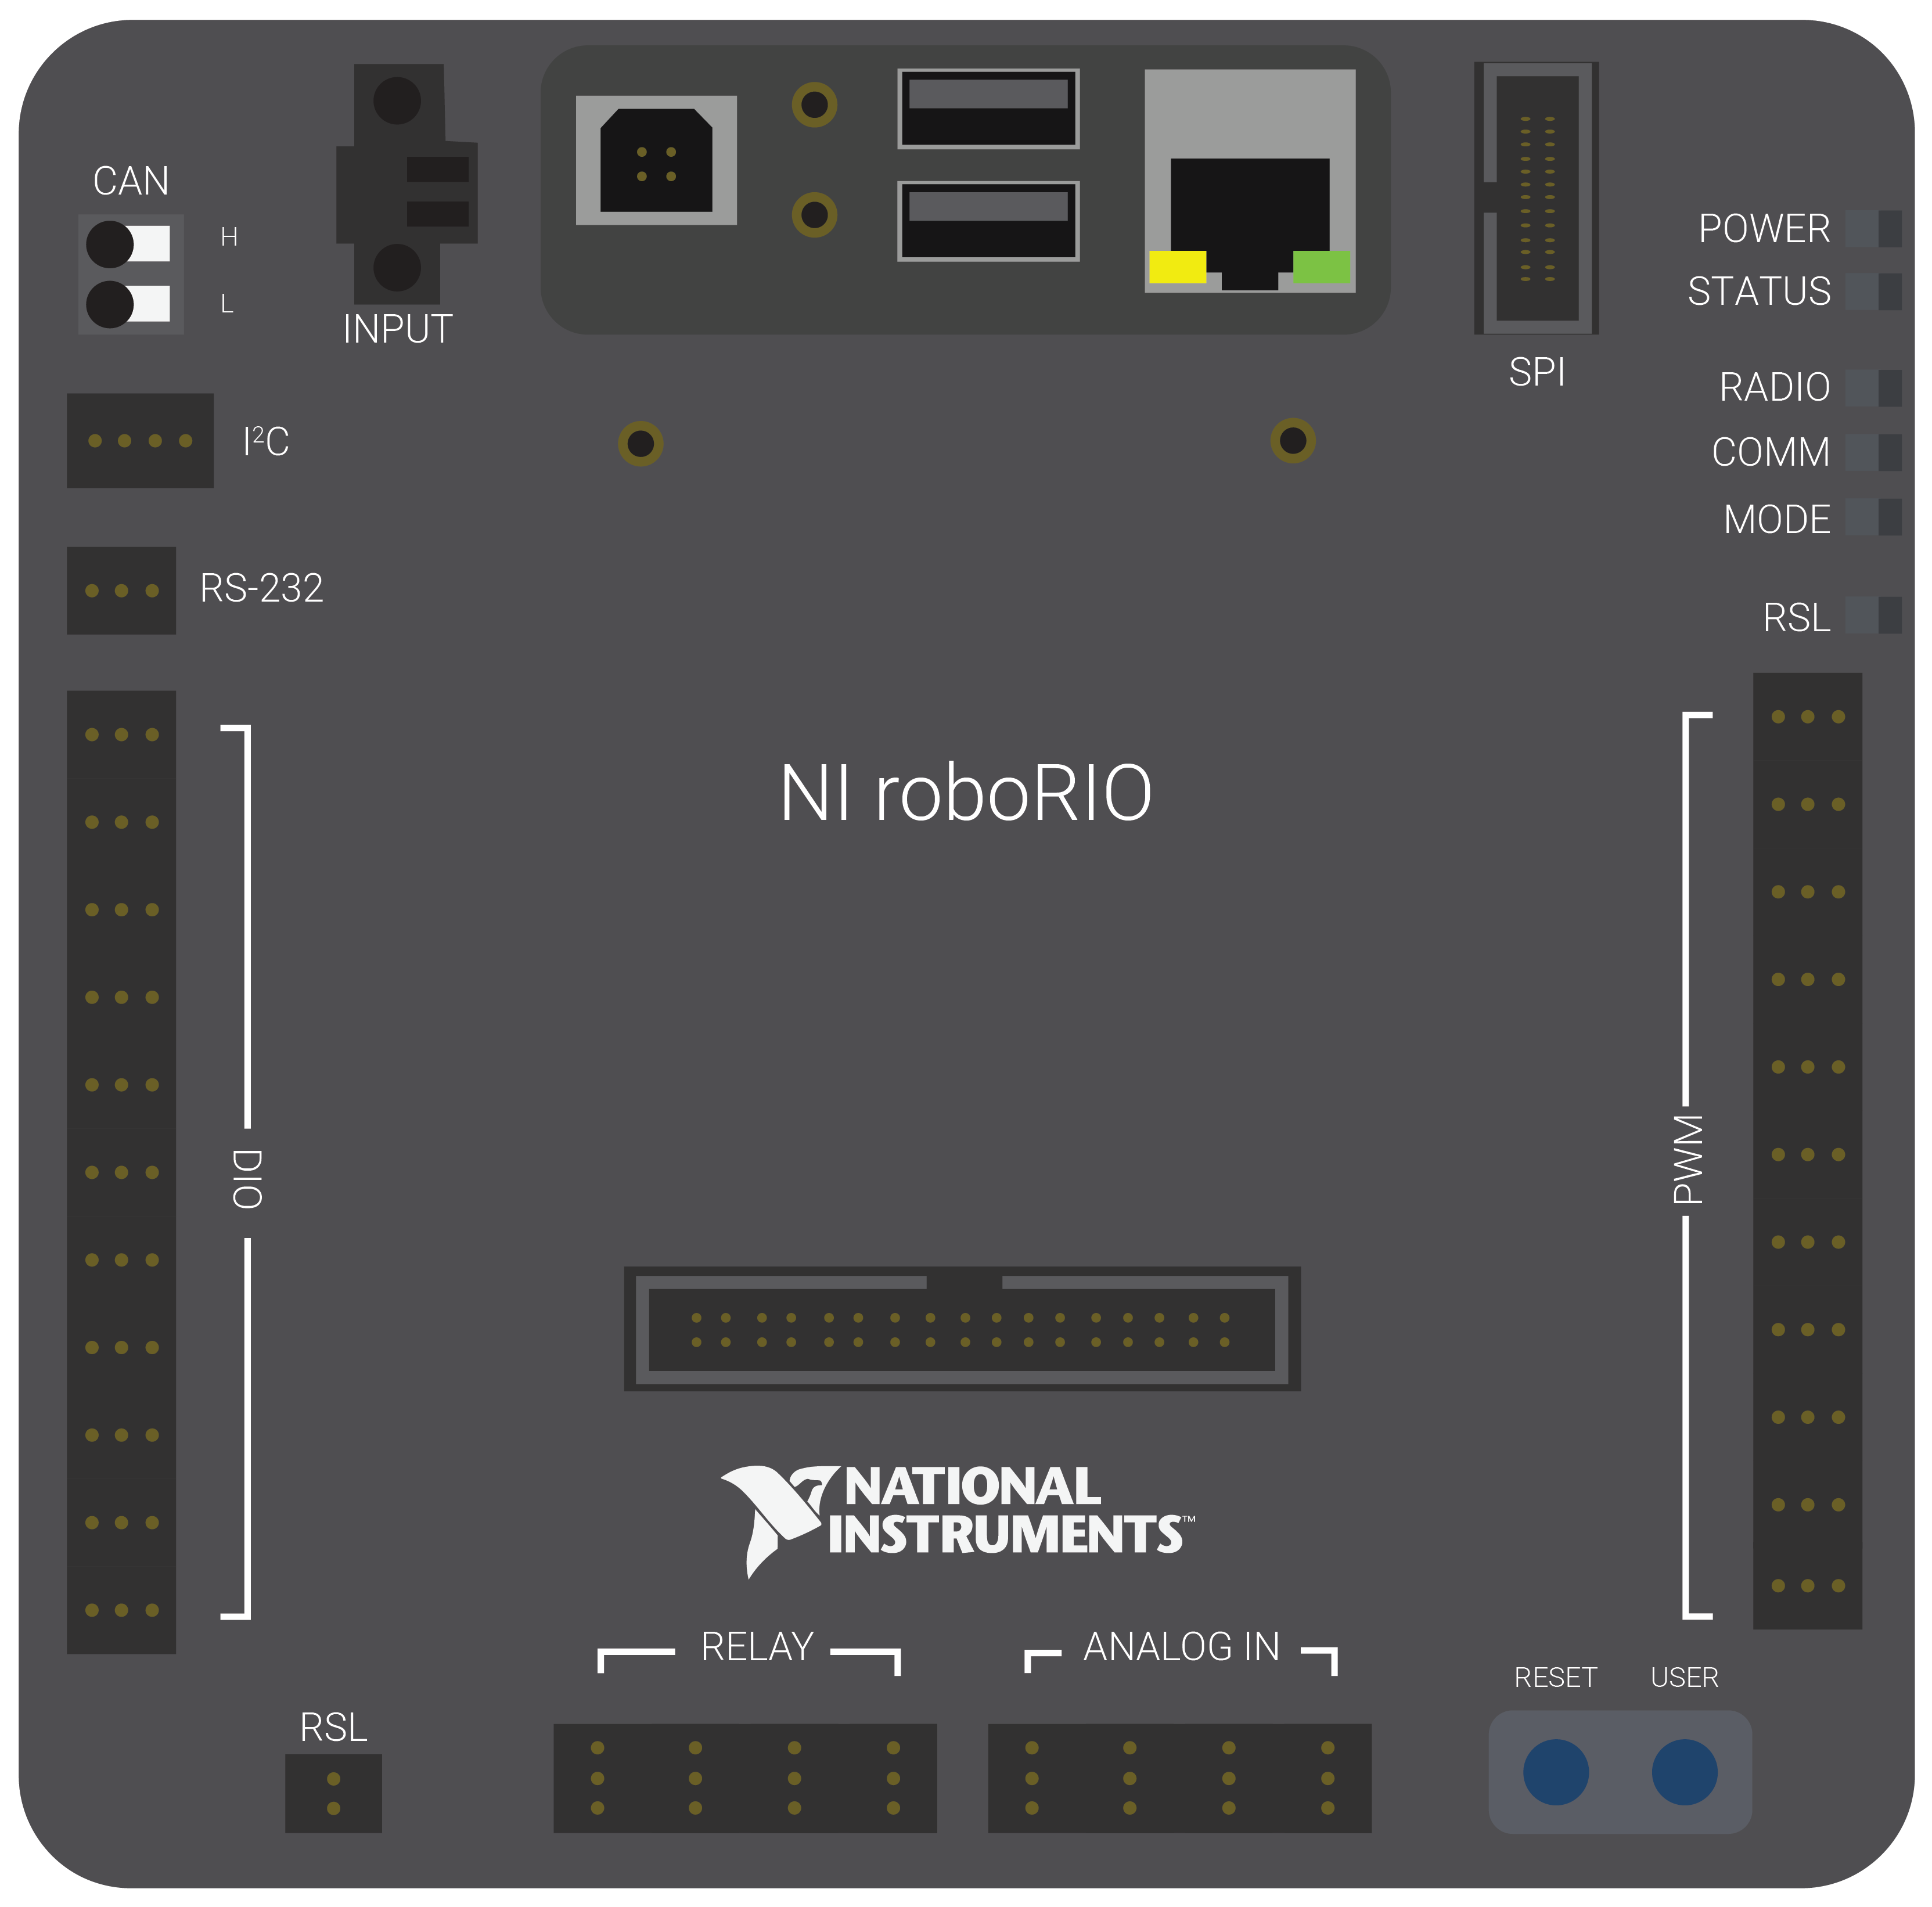 CAN
H
L
INPUT
SPI
POWER
STATUS
RADIO
COMM
MODE
RSL
I²C
RS-232
NI roboRIO
DIO
PWM
NATIONAL
INSTRUMENTS™
RELAY
ANALOG IN
RESET
USER
RSL